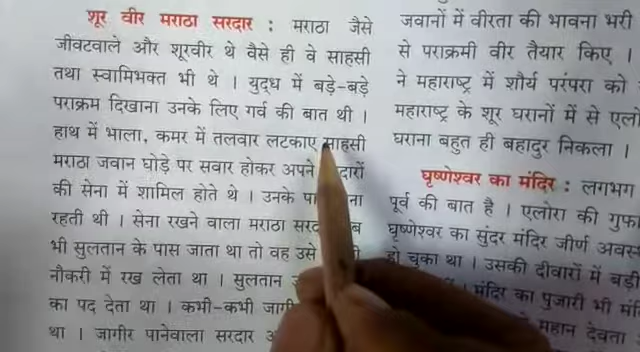 शूर वीर मराठा सरदार : मराठा जैसे
जीवटवाले और शूरवीर थे वैसे ही वे साहसी
तथा स्वामिभक्त भी थे । युद्ध में बड़े-बड़े
पराक्रम दिखाना उनके लिए गर्व की बात थी ।
हाथ में भाला, कमर में तलवार लटकाए साहसी
मराठा जवान घोड़े पर सवार होकर अपने
की सेना में शामिल होते थे । उनके
रहती थी । सेना रखने वाला मराठा
भी सुलतान के पास जाता था तो वह उसे
नौकरी में रख लेता था । सुलतान
का पद देता था । कभी-कभी
था । जागीर पानेवाला सरदार
जवानों में वीरता की भावना भरी
से पराक्रमी वीर तैयार किए ।
ने महाराष्ट्र में शौर्य परंपरा को
महाराष्ट्र के शूर घरानों में से
घराना बहुत ही बहादुर निकला ।
घृष्णेश्वर का मंदिर : लगभग
पूर्व की बात है । एलोरा की
घृष्णेश्वर का सुंदर मंदिर जीर्ण
हो चुका था । उसकी दीवारों में बड़ी
। मंदिर का पुजारी भी
महान देवता